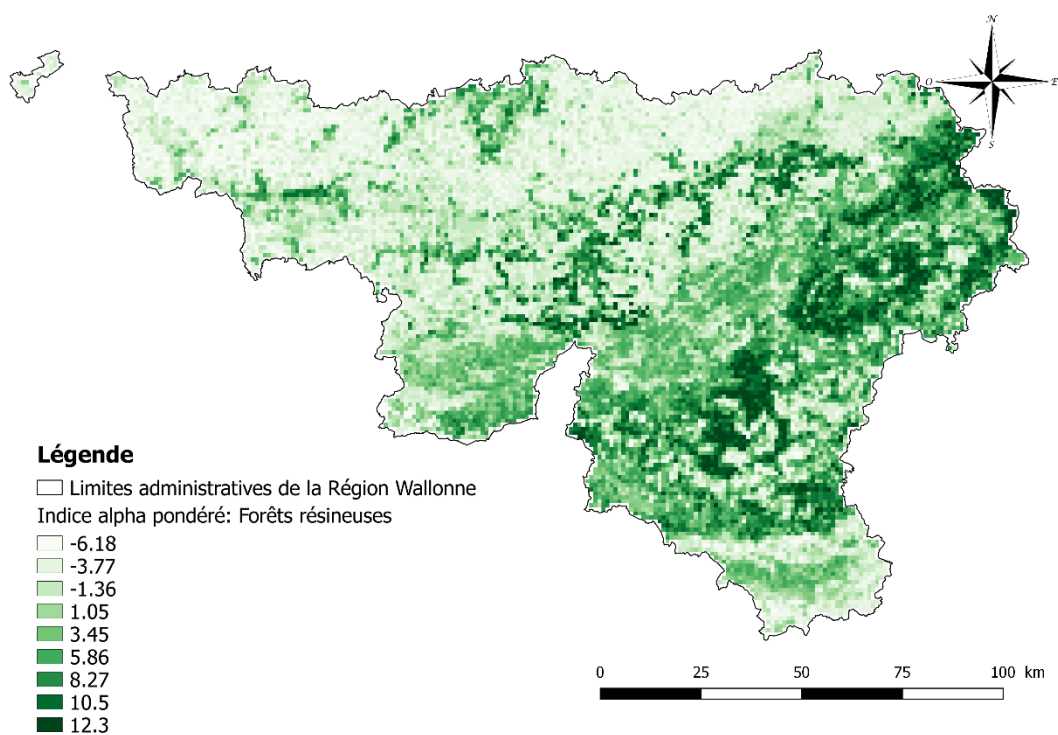 N
O
E
S
Légende
Limites administratives de la Région Wallonne
Indice alpha pondéré: Forêts résineuses
-6.18
-3.77
-1.36
1.05
3.45
5.86
8.27
10.5
12.3
0 25 50 75 100 km